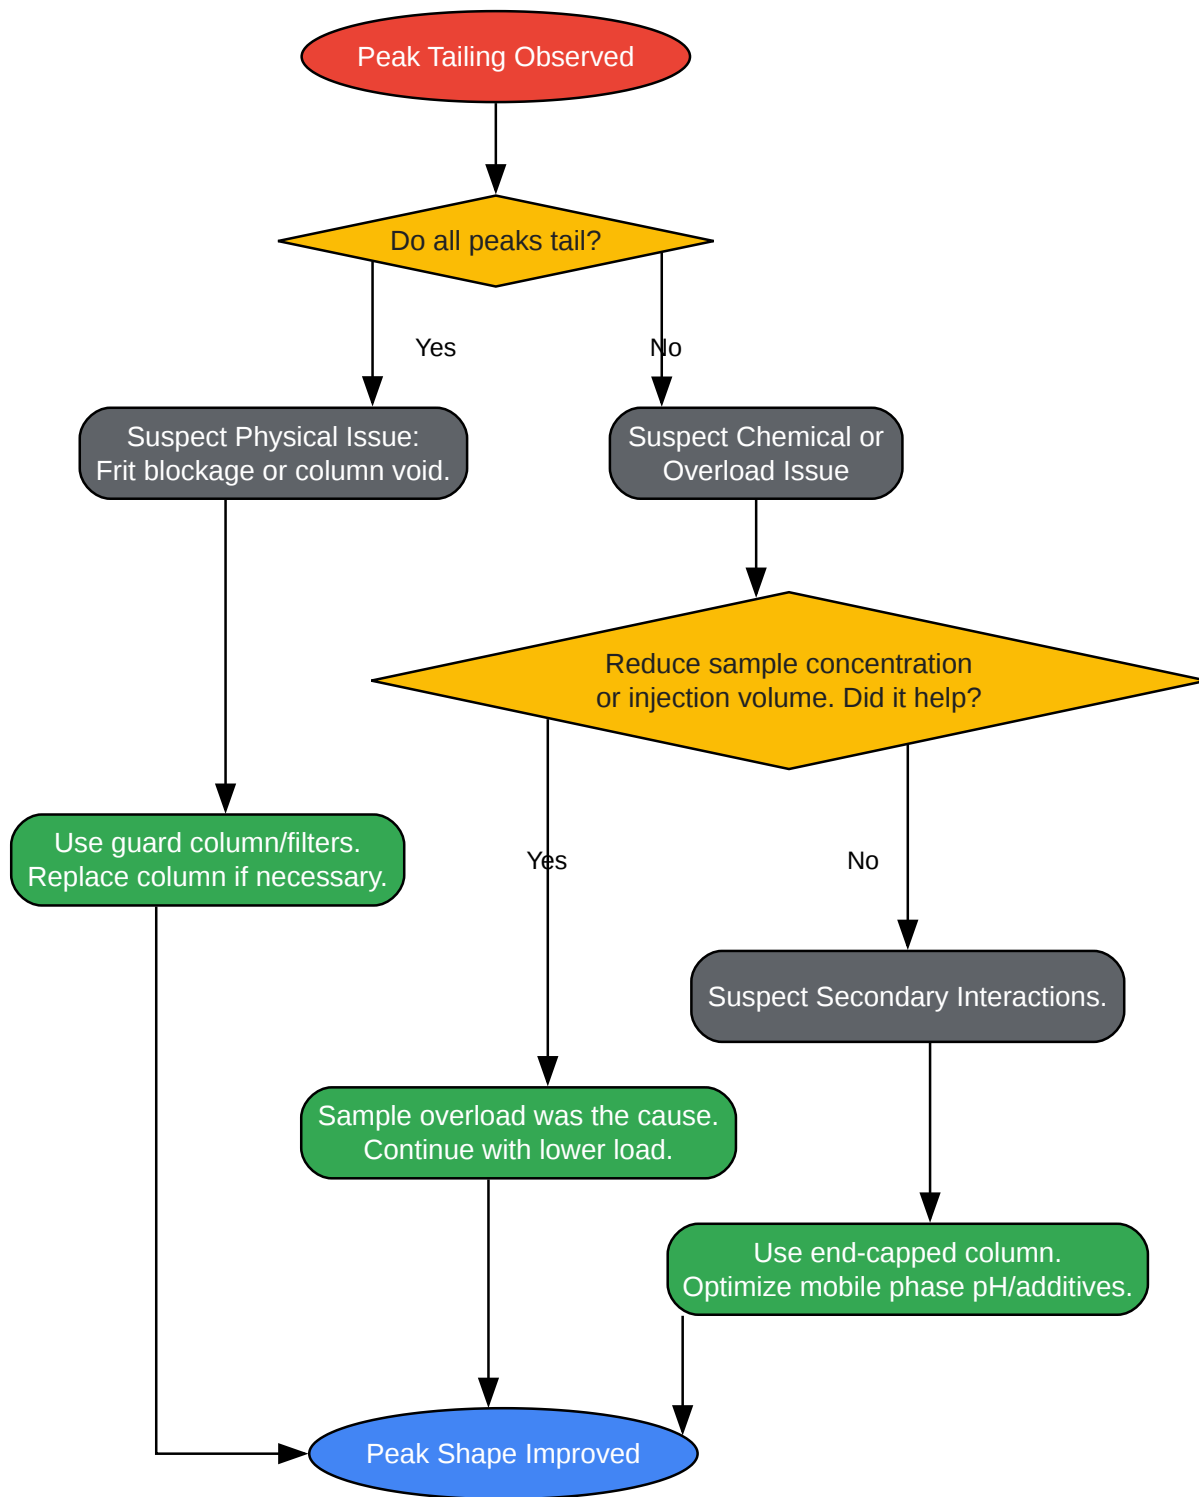 Peak Tailing Observed
Do all peaks tail?
Yes
No
Suspect Physical Issue:
Frit blockage or column void.
Suspect Chemical or
Overload Issue
Reduce sample concentration
or injection volume. Did it help?
Use guard column/filters.
Replace column if necessary.
Yes
No
Suspect Secondary Interactions.
Sample overload was the cause.
Continue with lower load.
Use end-capped column.
Optimize mobile phase pH/additives.
Peak Shape Improved